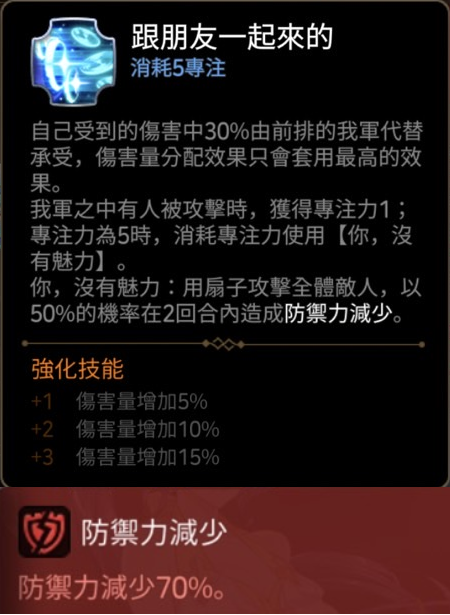 跟朋友一起來的
消耗5專注
自己受到的傷害中30%由前排的我軍代替
承受，傷害量分配效果只會套用最高的效
果。
我軍之中有人被攻擊時，獲得專注力1；
專注力為5時，消耗專注力使用【你，沒
有魅力】。
你，沒有魅力：用扇子攻擊全體敵人，以
50%的機率在2回合內造成防禦力減少。
強化技能
+1 傷害量增加5%
+2 傷害量增加10%
+3 傷害量增加15%
防禦力減少
防禦力減少70%。